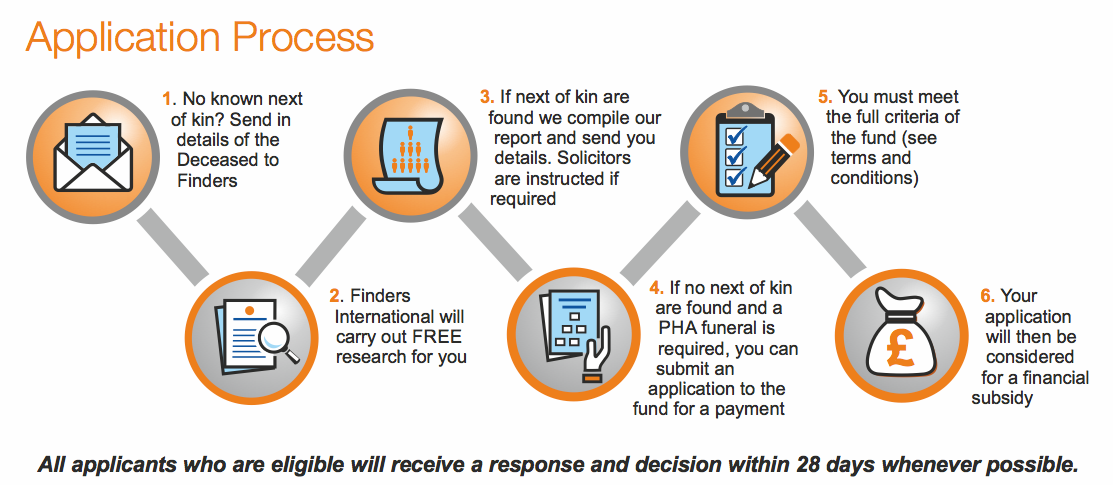 Application Process
1. No known next
of kin? Send in
details of the
Deceased to
Finders
2. Finders
International will
carry out FREE
research for you
3. If next of kin are
found we compile our
report and send you
details. Solicitors
are instructed if
required
4. If no next of kin
are found and a
PHA funeral is
required, you can
submit an
application to the
fund for a payment
5. You must meet
the full criteria of
the fund (see
terms and
conditions)
£
6. Your
application
will then be
considered
for a financial
subsidy
All applicants who are eligible will receive a response and decision within 28 days whenever possible.